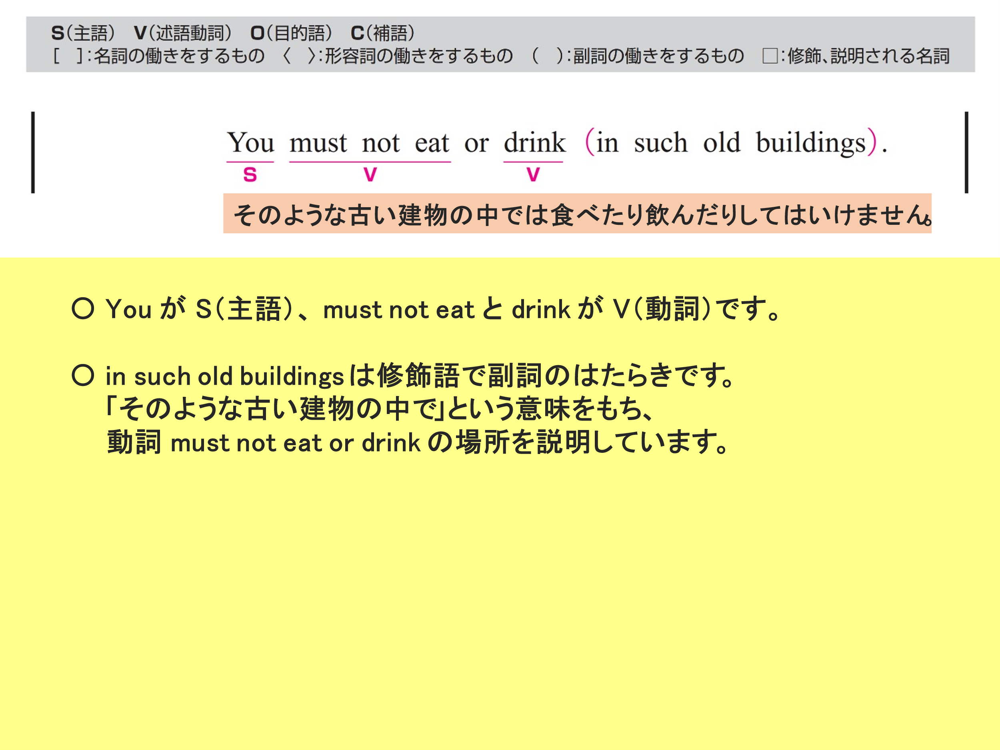 S（主語） V（述語動詞） O（目的語） C（補語）
［ ］：名詞の働きをするもの 〈 〉：形容詞の働きをするもの （ ）：副詞の働きをするもの □：修飾、説明される名詞
You must not eat or drink (in such old buildings).
S V V
そのような古い建物の中では食べたり飲んだりしてはいけません。
○ You が S（主語）、must not eat と drink が V（動詞）です。
○ in such old buildings は修飾語で副詞のはたらきです。
「そのような古い建物の中で」という意味をもち、
動詞 must not eat or drink の場所を説明しています。